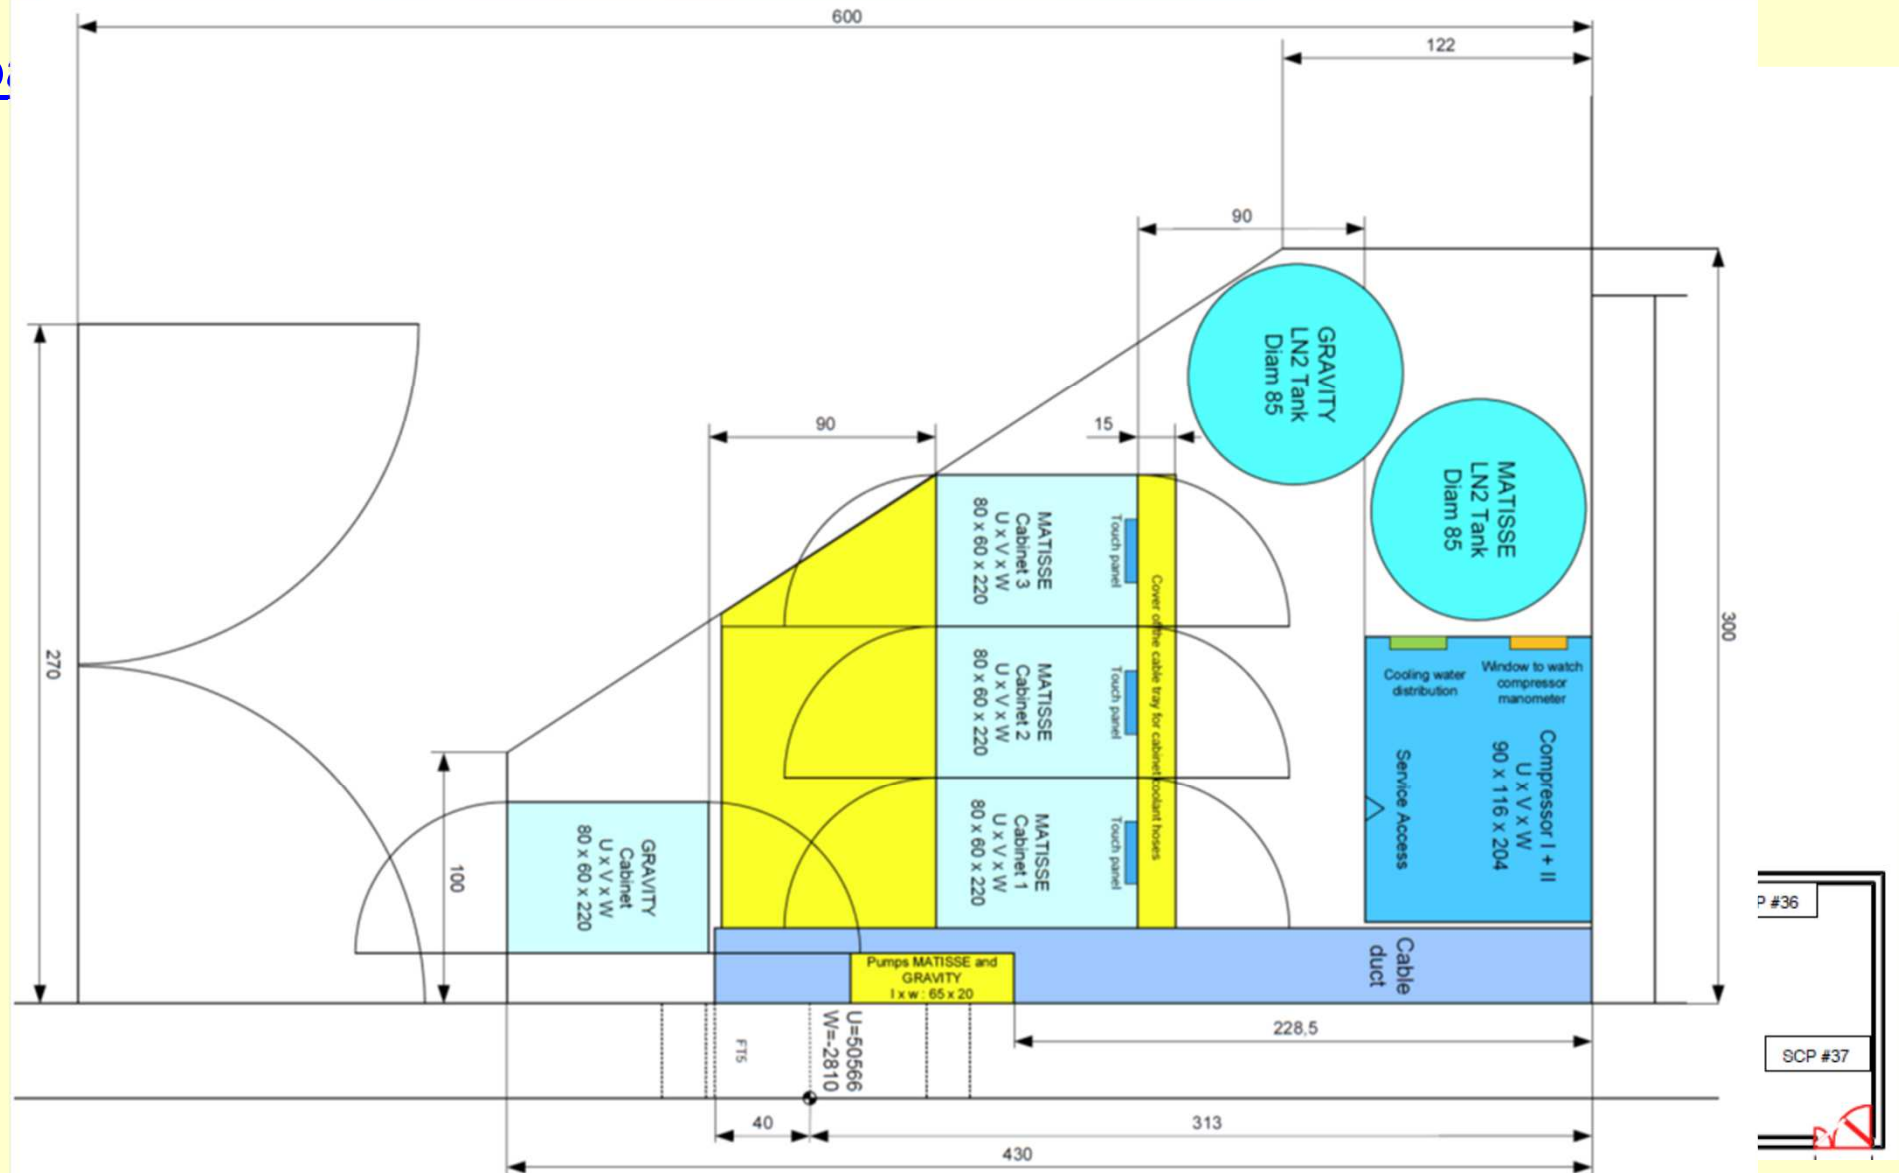 600
122
90
GRAVITY
LN2 Tank
Diam 85
90
15
MATISSE
LN2 Tank
Diam 85
MATISSE
Cabinet 3
U x V x W
80 x 60 x 220
Touch panel
Cover of the cable tray for cabinet coolant hoses
300
270
MATISSE
Cabinet 2
U x V x W
80 x 60 x 220
Touch panel
Cooling water
distribution
Window to watch
compressor
manometer
Compressor I + II
U x V x W
90 x 116 x 204
Service Access
MATISSE
Cabinet 1
U x V x W
80 x 60 x 220
Touch panel
100
GRAVITY
Cabinet
U x V x W
80 x 60 x 220
P #36
Pumps MATISSE and
GRAVITY
l x w : 65 x 20
Cable
duct
FT5
U=50566
W=-2810
228,5
SCP #37
40
313
430